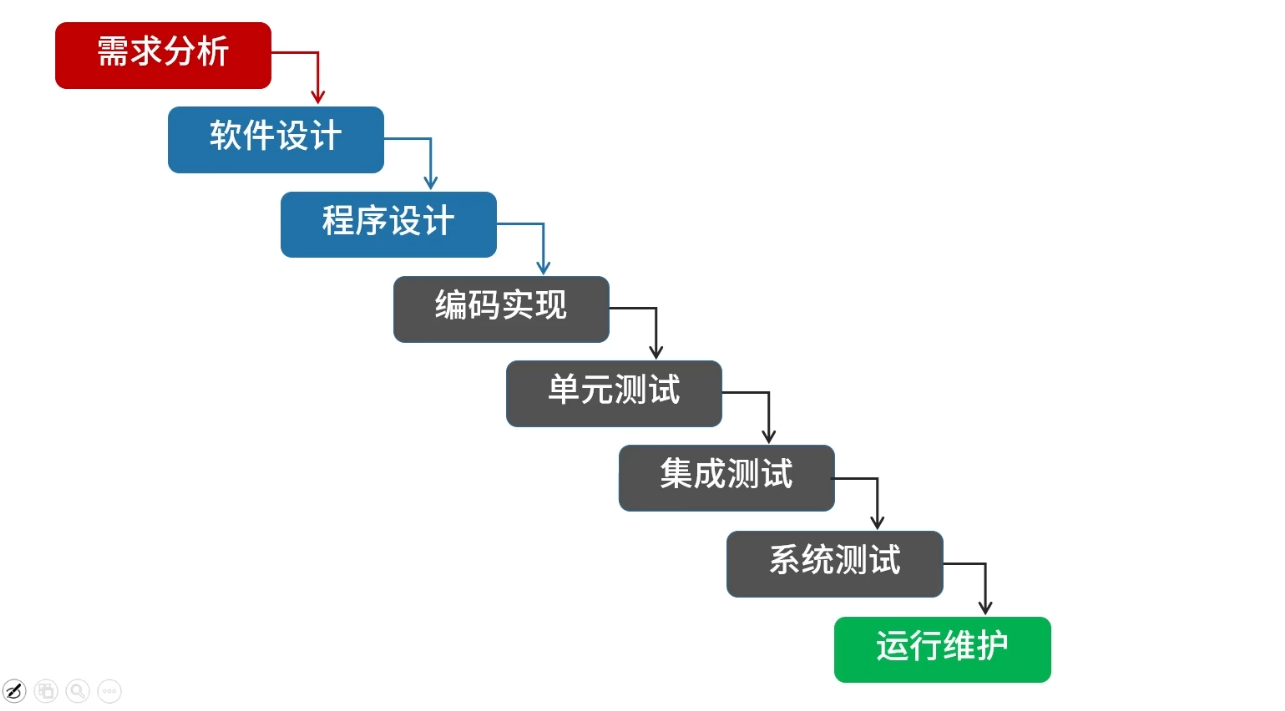 需求分析
软件设计
程序设计
编码实现
单元测试
集成测试
系统测试
运行维护